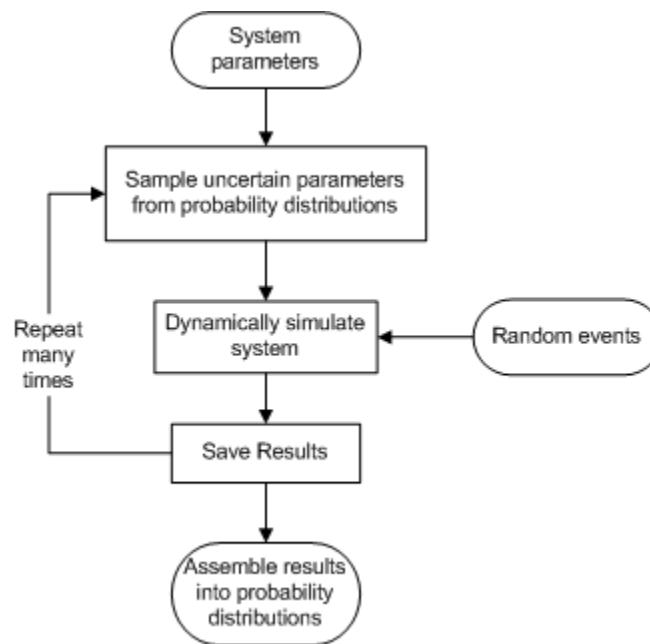 System
parameters
Sample uncertain parameters
from probability distributions
Dynamically simulate
system
Random events
Repeat
many
times
Save Results
Assemble results
into probability
distributions